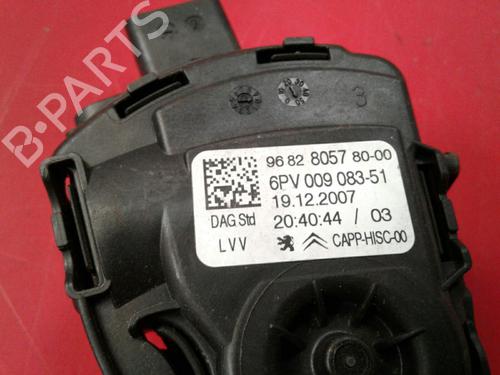 B-PARTS
3
96 82 8057 80-00
6PV 009 083-51
19.12.2007
DAG.Std 20:40:44 / 03
LVV CAPP-HISC-00